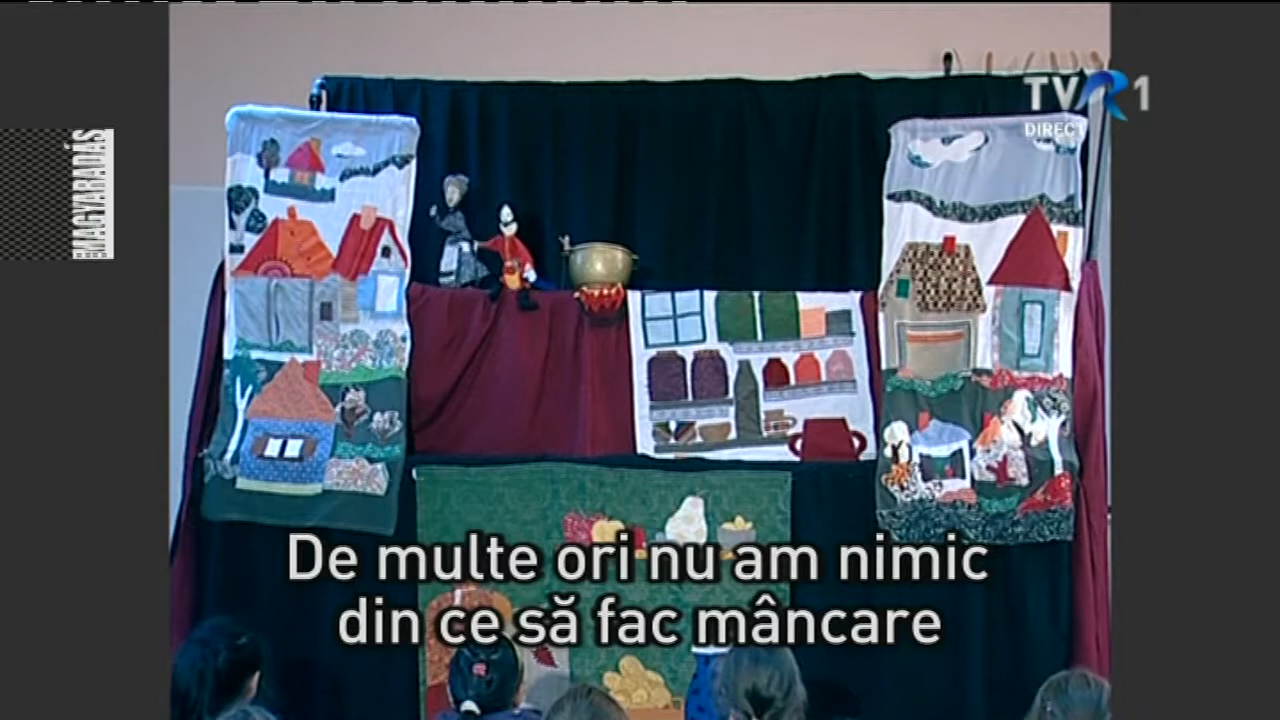 TVR1
DIRECT
MAGYARADÁS
De multe ori nu am nimic
din ce să fac mâncare